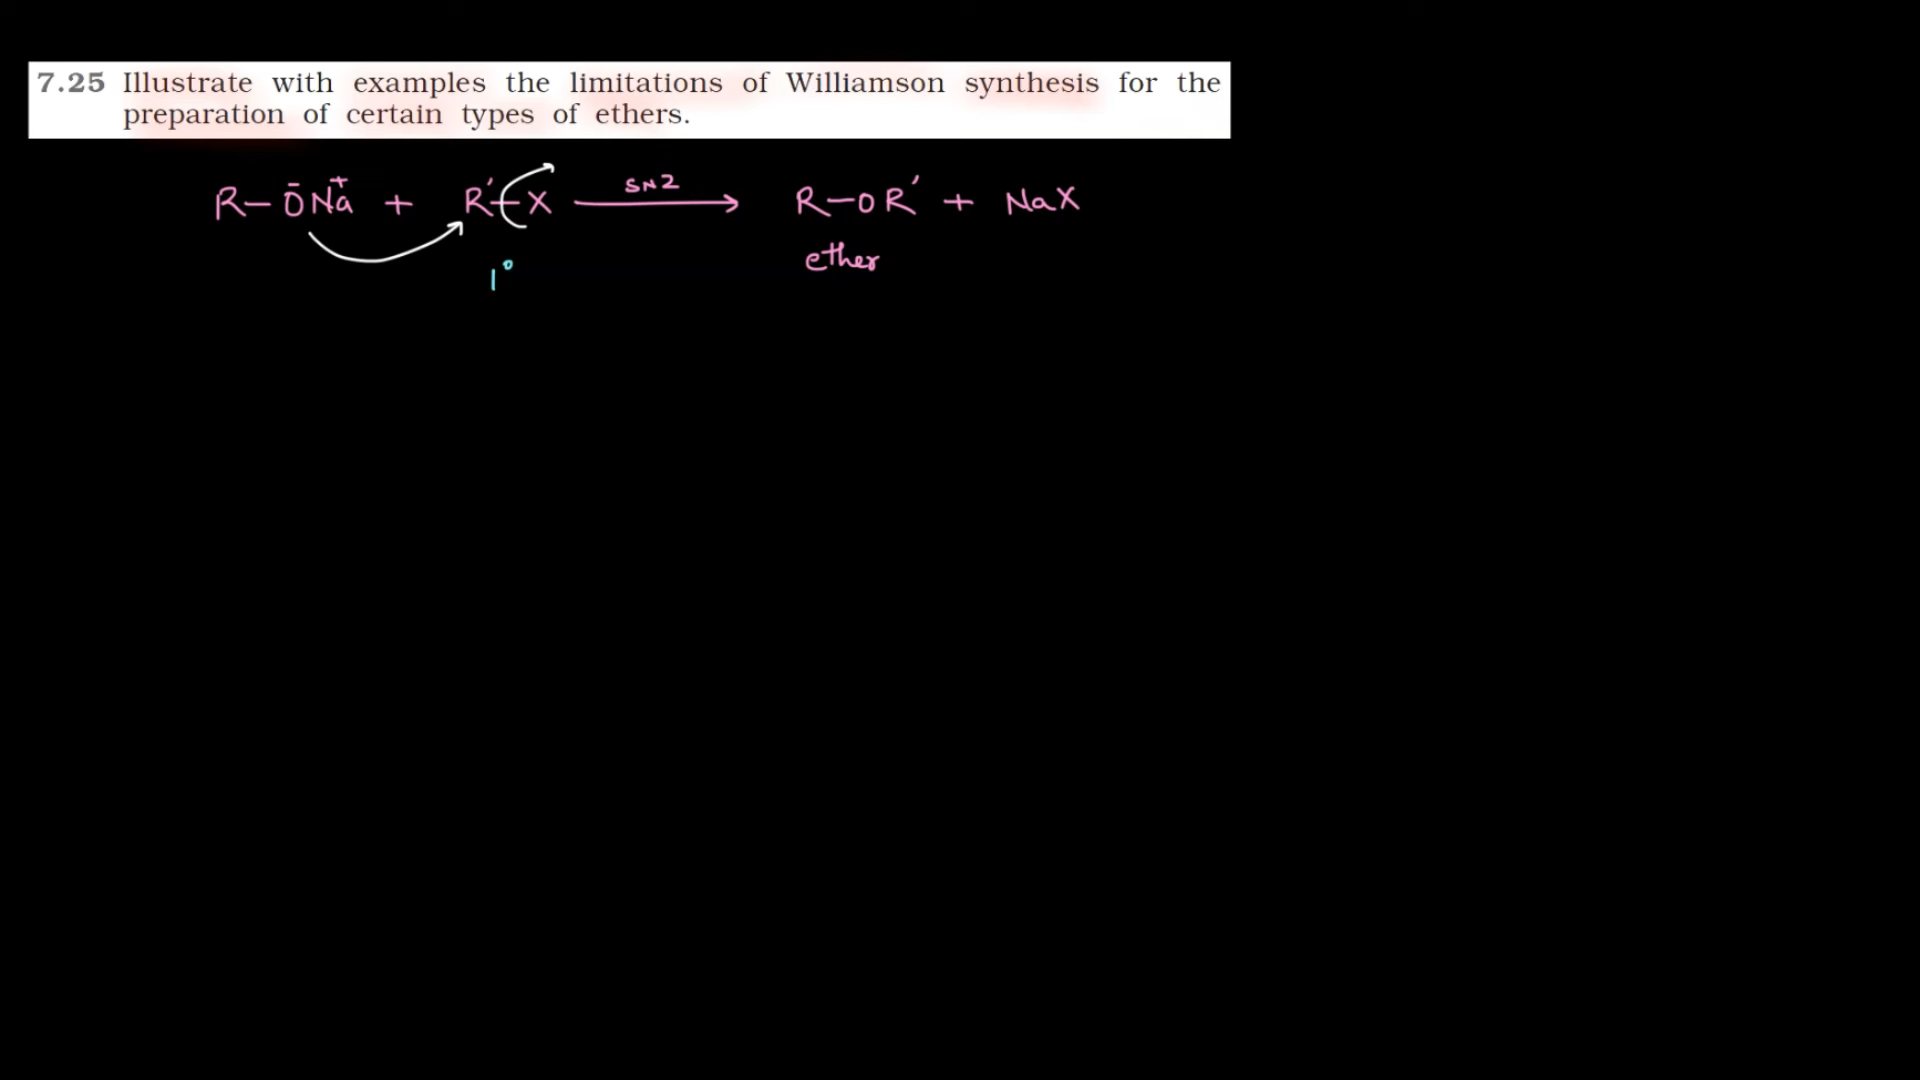 7.25 Illustrate with examples the limitations of Williamson synthesis for the
preparation of certain types of ethers.
R–ŌNa⁺ + R′–X SN2 → R–OR′ + NaX
1° ether